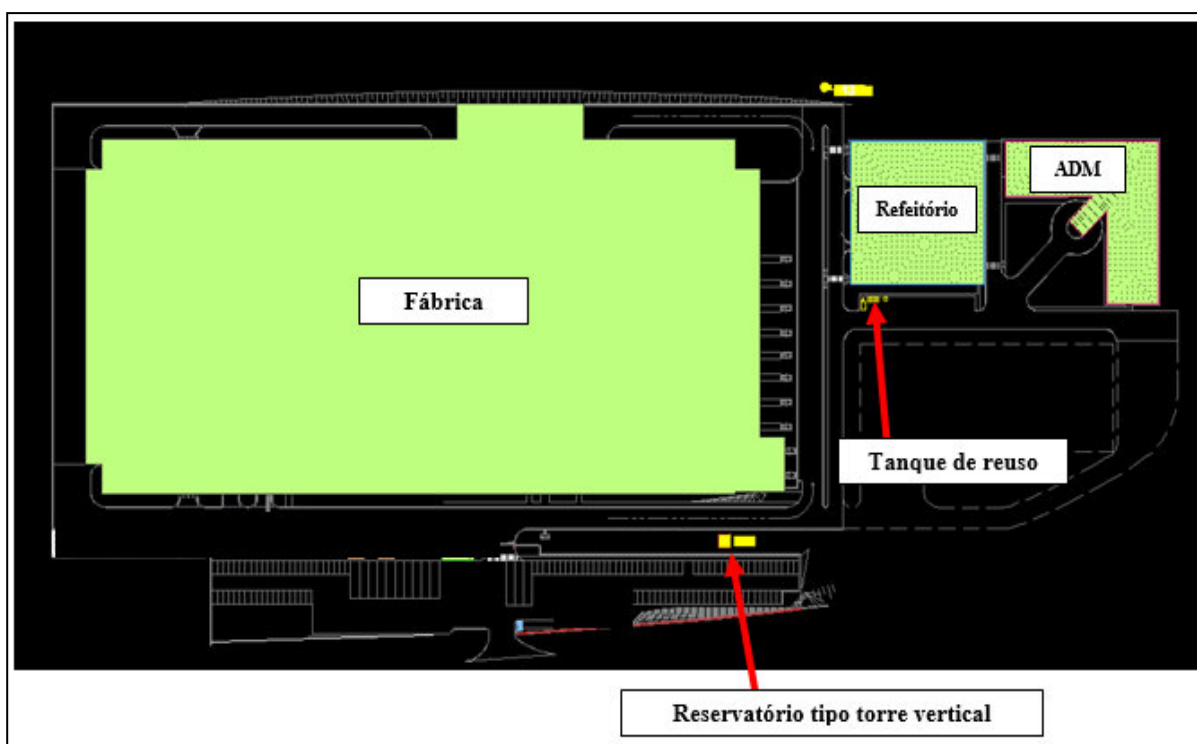 ADM
Refeitório
Fábrica
Tanque de reuso
Reservatório tipo torre vertical